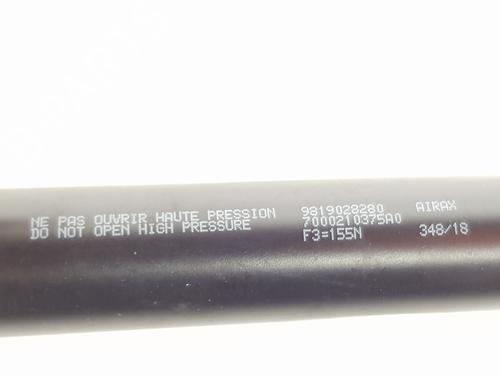 NE PAS OUVRIR HAUTE PRESSION 9819028280 AIRAX
DO NOT OPEN HIGH PRESSURE 7000210375A0
F3=155N 348/18